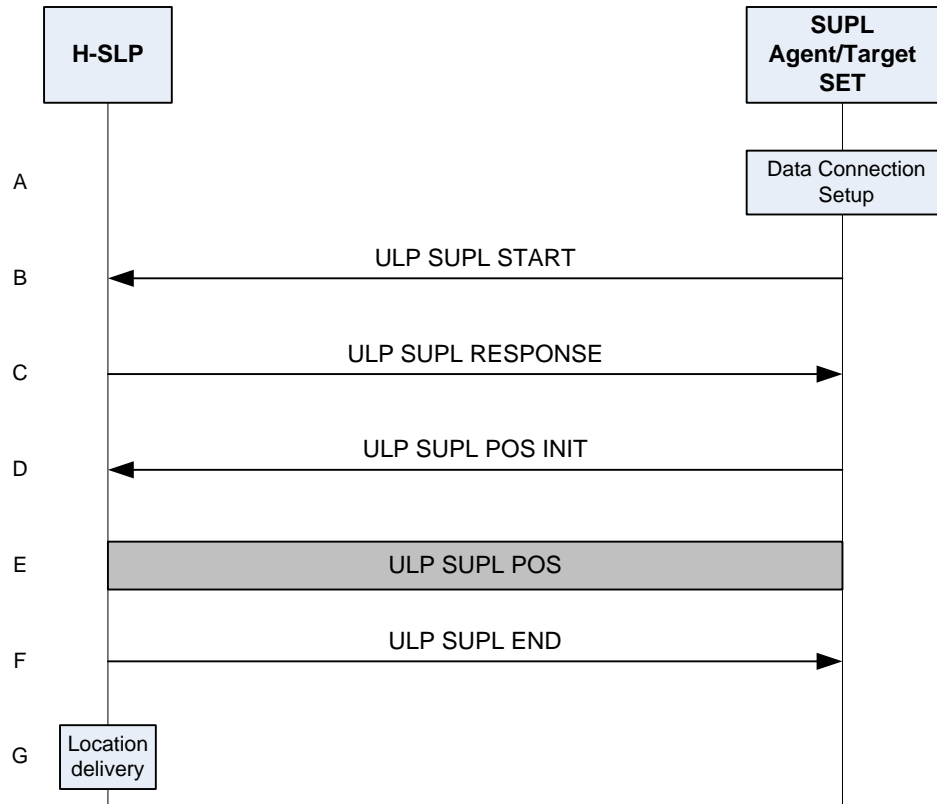 H-SLP
SUPL
Agent/Target
SET
A
Data Connection
Setup
B
ULP SUPL START
C
ULP SUPL RESPONSE
D
ULP SUPL POS INIT
E
ULP SUPL POS
F
ULP SUPL END
G
Location
delivery